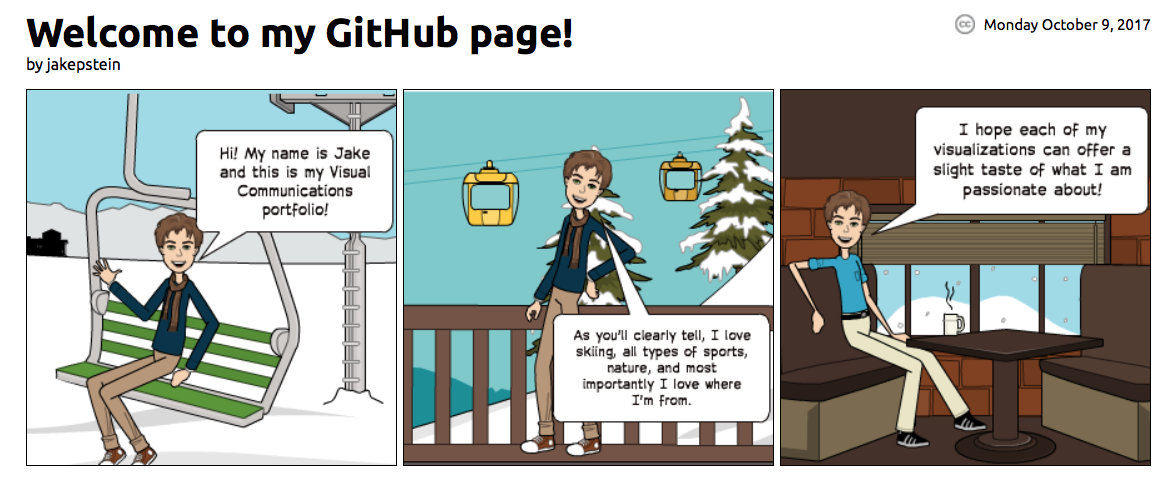 Welcome to my GitHub page!
by jakepstein
cc Monday October 9, 2017
Hi! My name is Jake
and this is my Visual
Communications
portfolio!
As you'll clearly tell, I love
skiing, all types of sports,
nature, and most
importantly I love where
I'm from.
I hope each of my
visualizations can offer a
slight taste of what I am
passionate about!